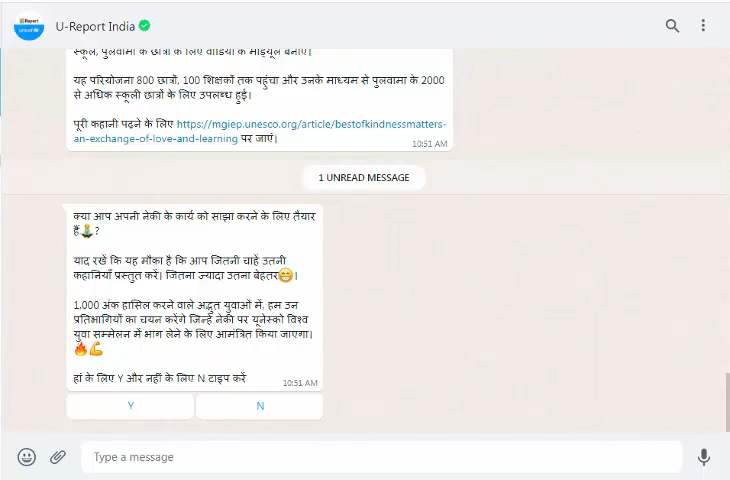 U-Report India
स्कूल, पुलवामा के छात्रों के लिए वीडियो के मॉड्यूल बनाए।
यह परियोजना 800 छात्रों, 100 शिक्षकों तक पहुंचा और उनके माध्यम से पुलवामा के 2000
से अधिक स्कूली छात्रों के लिए उपलब्ध हुई।
पूरी कहानी पढ़ने के लिए https://mgiep.unesco.org/article/bestofkindnessmatters-
an-exchange-of-love-and-learning पर जाएं।
10:51 AM
1 UNREAD MESSAGE
क्या आप अपनी नेकी के कार्य को साझा करने के लिए तैयार
हैं?
याद रखें कि यह मौका है कि आप जितनी चाहें उतनी
कहानियाँ प्रस्तुत करें। जितना ज्यादा उतना बेहतर😁।
1,000 अंक हासिल करने वाले अद्भुत युवाओं में, हम उन
प्रतिभागियों का चयन करेंगे जिन्हें नेकी पर यूनेस्को विश्व
युवा सम्मेलन में भाग लेने के लिए आमंत्रित किया जाएगा।
🔥💪
हां के लिए Y और नहीं के लिए N टाइप करें
10:51 AM
Y N
Type a message